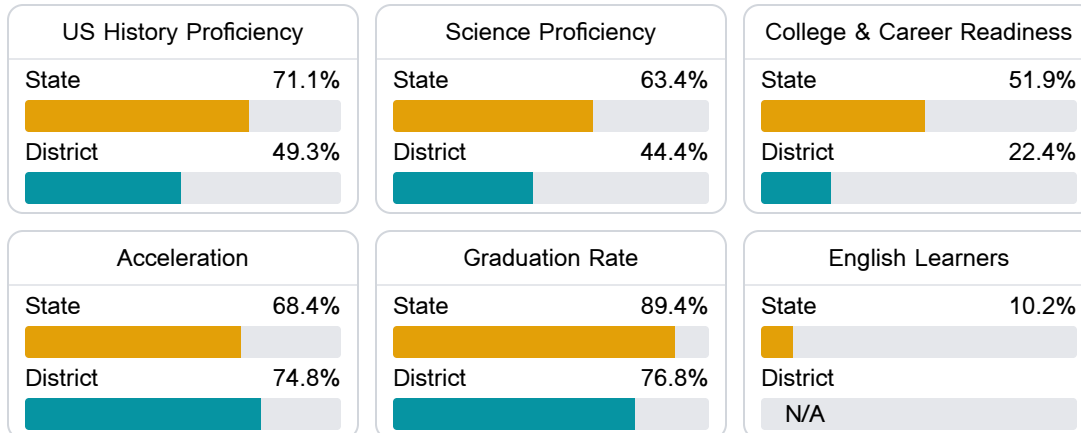 US History Proficiency
State 71.1%
District 49.3%
Science Proficiency
State 63.4%
District 44.4%
College & Career Readiness
State 51.9%
District 22.4%
Acceleration
State 68.4%
District 74.8%
Graduation Rate
State 89.4%
District 76.8%
English Learners
State 10.2%
District
N/A